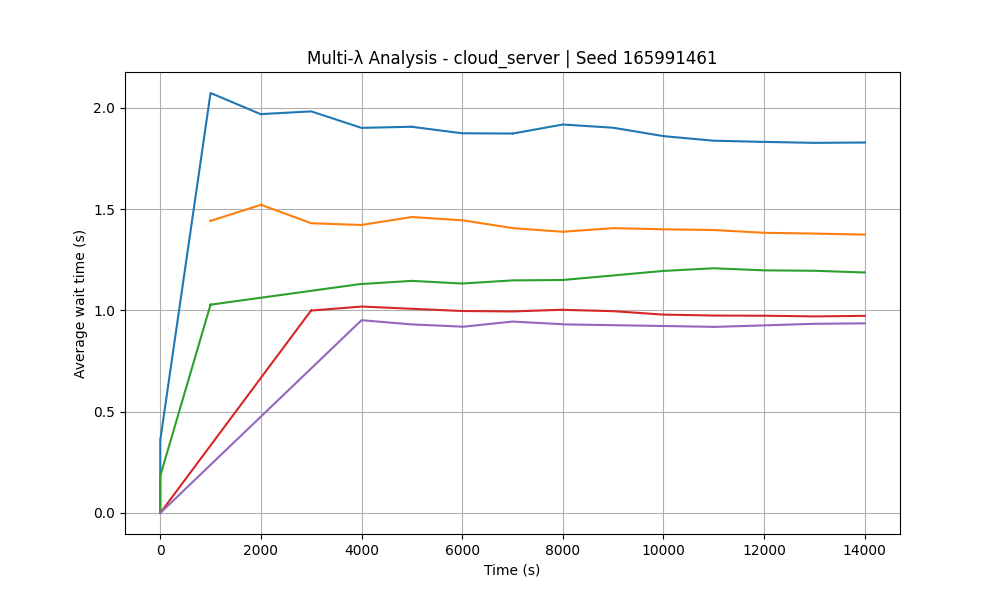 Multi-λ Analysis - cloud_server | Seed 165991461
2.0
1.5
1.0
0.5
0.0
Average wait time (s)
0 2000 4000 6000 8000 10000 12000 14000
Time (s)